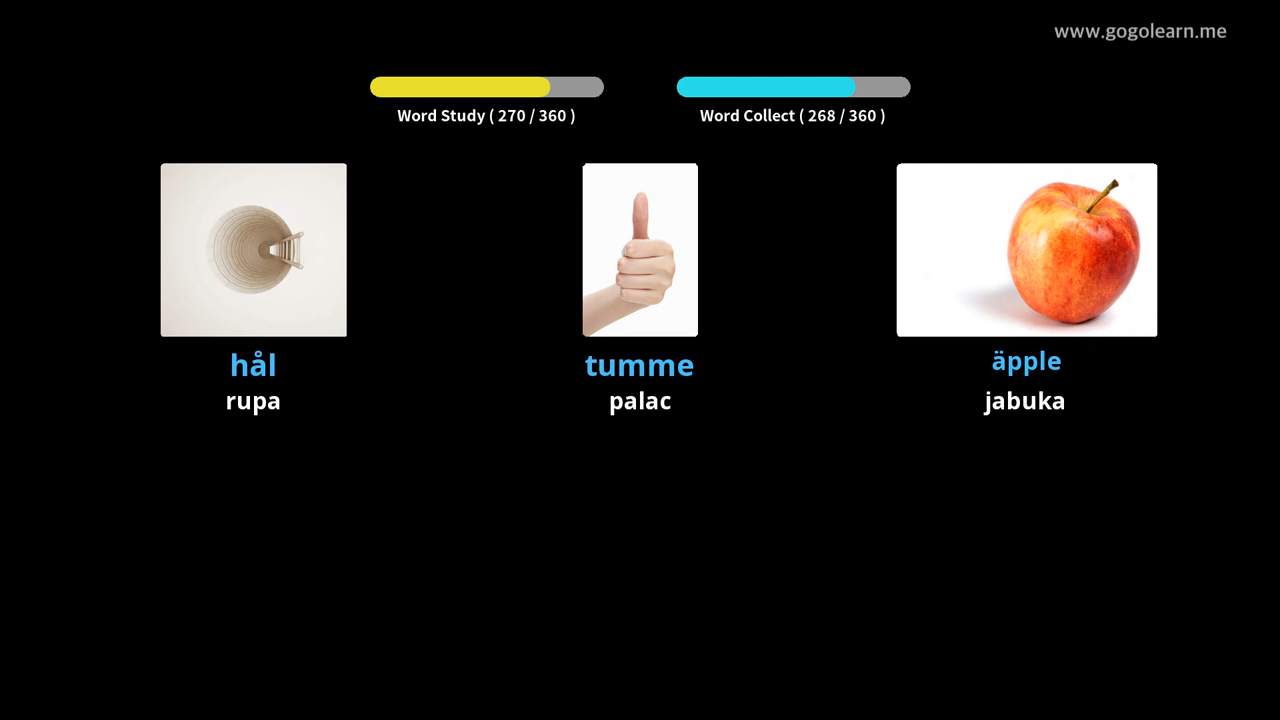 www.gogolearn.me
Word Study ( 270 / 360 )
Word Collect ( 268 / 360 )
hål
tumme
äpple
rupa
palac
jabuka